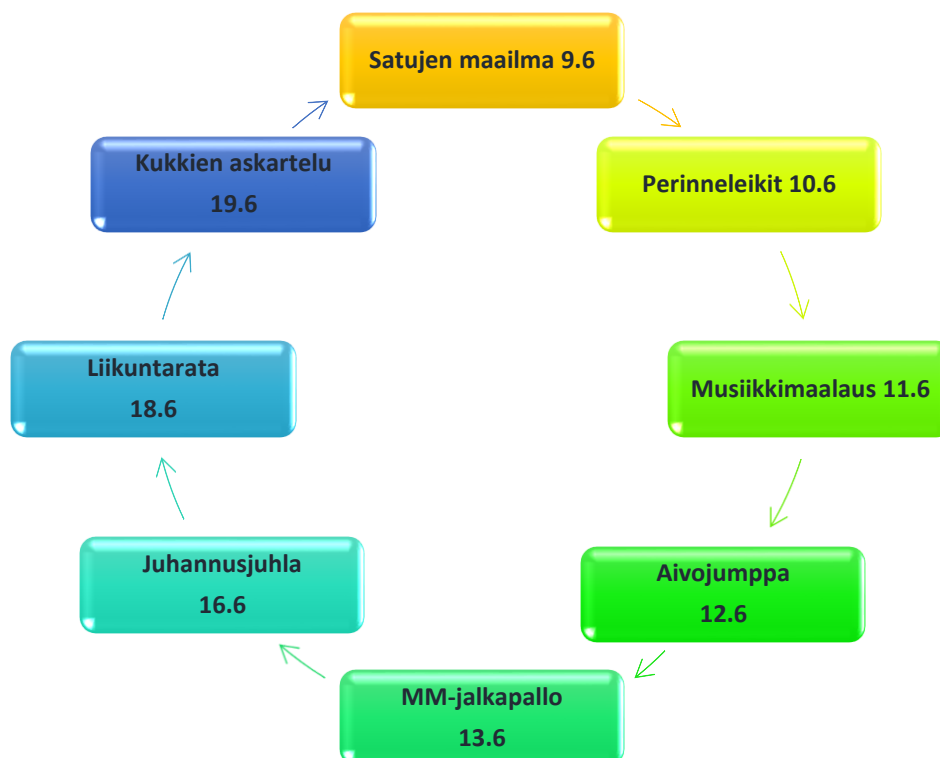 Satujen maailma 9.6
Perinneleikit 10.6
Musiikkimaalaus 11.6
Aivojumppa
12.6
MM-jalkapallo
13.6
Juhannusjuhla
16.6
Liikuntarata
18.6
Kukkien askartelu
19.6